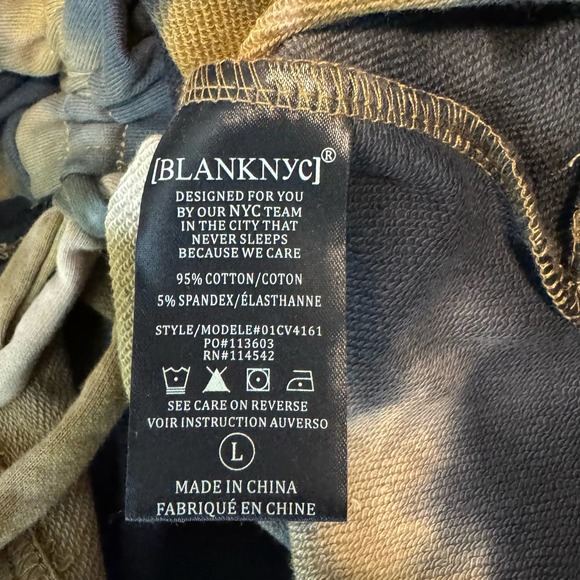 [BLANKNYC]®
DESIGNED FOR YOU
BY OUR NYC TEAM
IN THE CITY THAT
NEVER SLEEPS
BECAUSE WE CARE
95% COTTON/COTON
5% SPANDEX/ÉLASTHANNE
STYLE/MODELE#01CV4161
PO#113603
RN#114542
SEE CARE ON REVERSE
VOIR INSTRUCTION AUVERSO
L
MADE IN CHINA
FABRIQUÉ EN CHINE